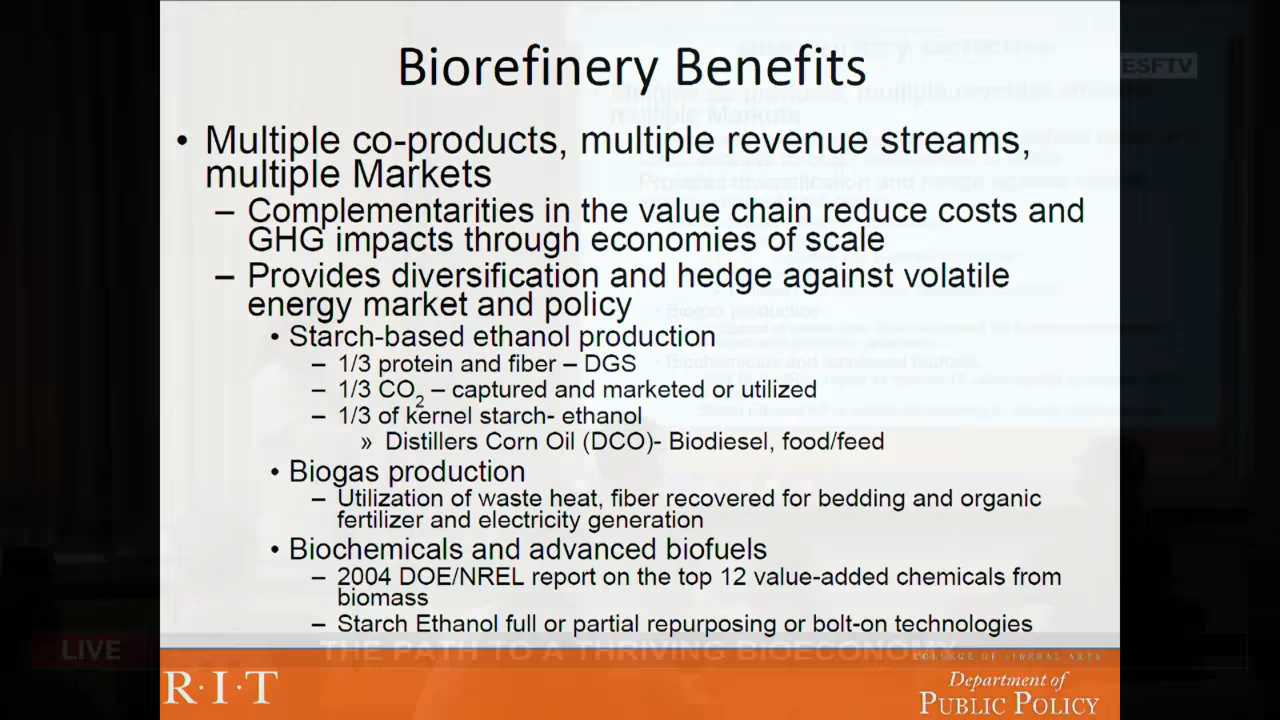 Biorefinery Benefits
ESFTV
• Multiple co-products, multiple revenue streams,
multiple Markets
– Complementarities in the value chain reduce costs and
GHG impacts through economies of scale
– Provides diversification and hedge against volatile
energy market and policy
• Starch-based ethanol production
– 1/3 protein and fiber – DGS
– 1/3 CO2 – captured and marketed or utilized
– 1/3 of kernel starch- ethanol
» Distillers Corn Oil (DCO)- Biodiesel, food/feed
• Biogas production
– Utilization of waste heat, fiber recovered for bedding and organic
fertilizer and electricity generation
• Biochemicals and advanced biofuels
– 2004 DOE/NREL report on the top 12 value-added chemicals from
biomass
– Starch Ethanol full or partial repurposing or bolt-on technologies
LIVE
THE PATH TO A THRIVING BIOECONOMY
COLLEGE OF LIBERAL ARTS
R·I·T
Department of
PUBLIC POLICY